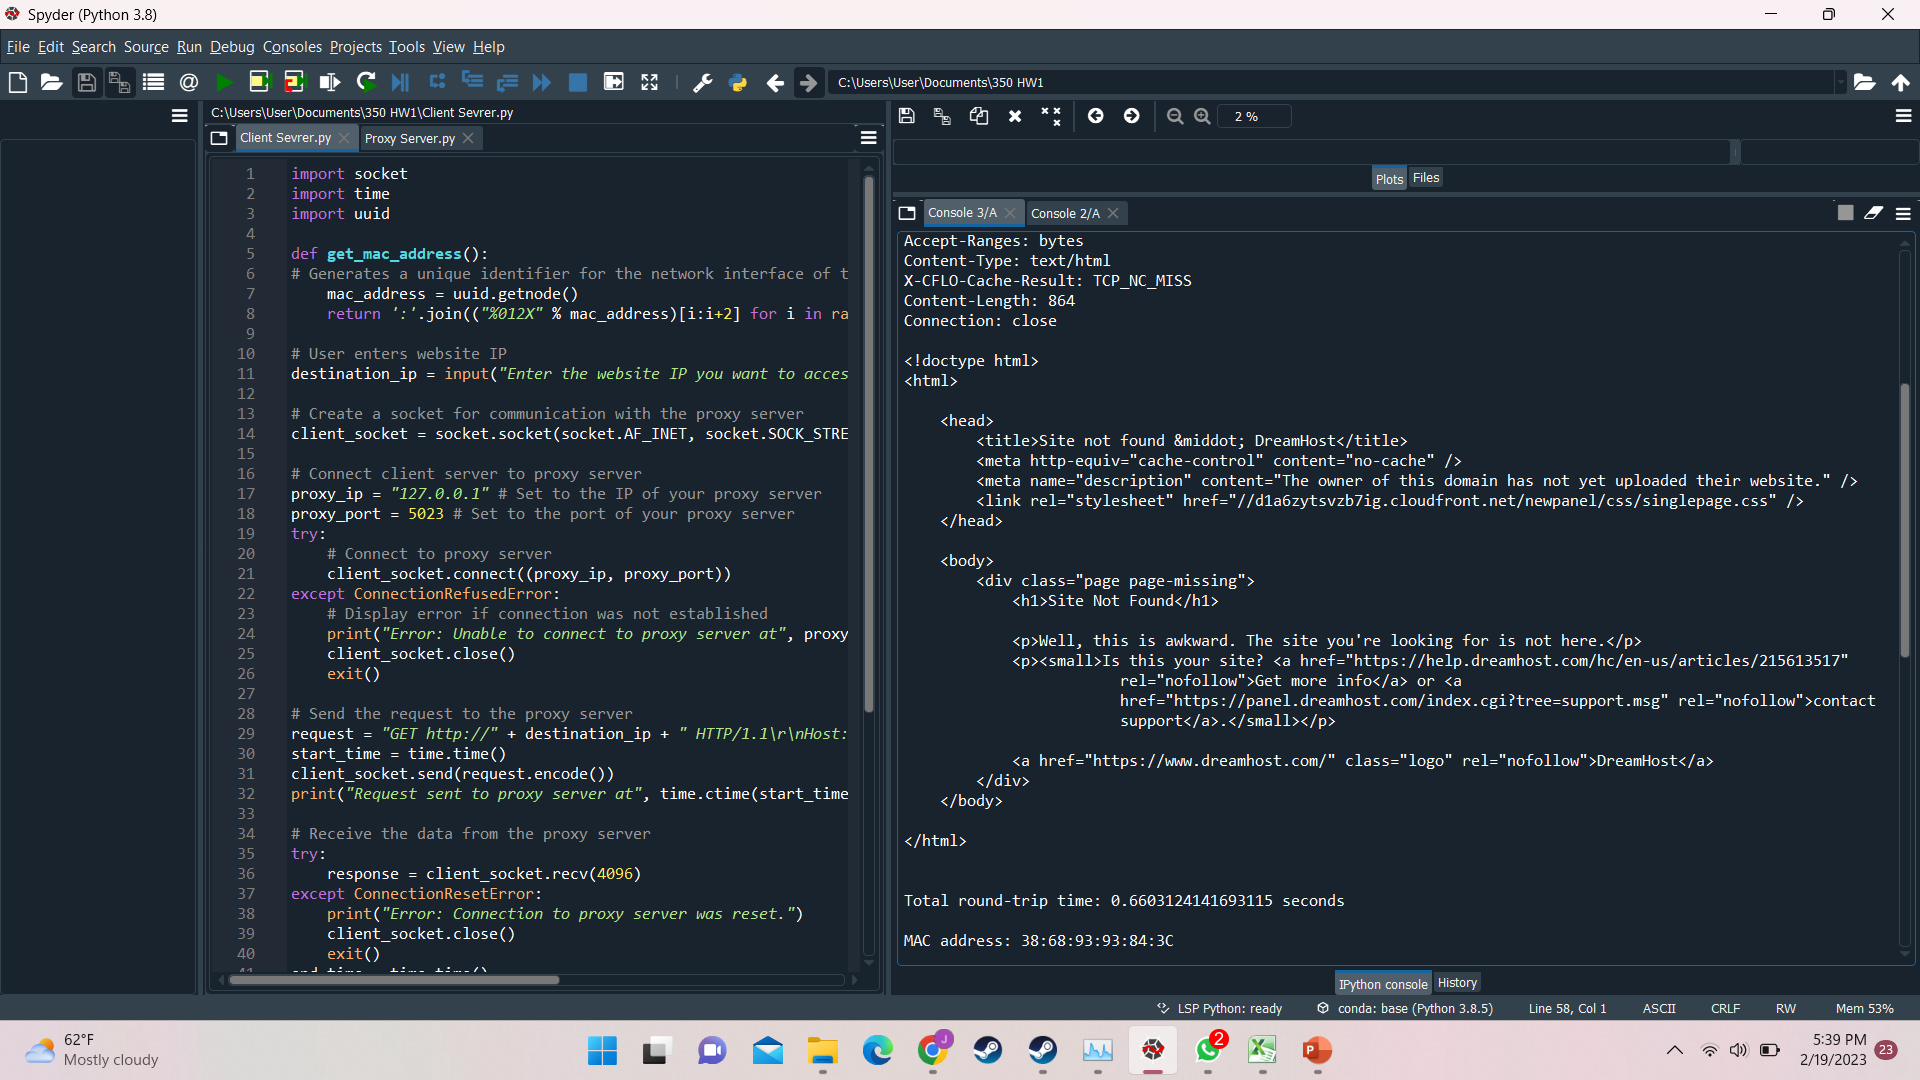 Spyder (Python 3.8)
File Edit Search Source Run Debug Consoles Projects Tools View Help
C:\Users\User\Documents\350 HW1
C:\Users\User\Documents\350 HW1\Client Sevrer.py
Client Sevrer.py
Proxy Server.py
1 import socket
2 import time
3 import uuid
4
5 def get_mac_address():
6 # Generates a unique identifier for the network interface of t
7 mac_address = uuid.getnode()
8 return ':'.join(("%012X" % mac_address)[i:i+2] for i in ra
9
10 # User enters website IP
11 destination_ip = input("Enter the website IP you want to acces
12
13 # Create a socket for communication with the proxy server
14 client_socket = socket.socket(socket.AF_INET, socket.SOCK_STRE
15
16 # Connect client server to proxy server
17 proxy_ip = "127.0.0.1" # Set to the IP of your proxy server
18 proxy_port = 5023 # Set to the port of your proxy server
19 try:
20 # Connect to proxy server
21 client_socket.connect((proxy_ip, proxy_port))
22 except ConnectionRefusedError:
23 # Display error if connection was not established
24 print("Error: Unable to connect to proxy server at", proxy
25 client_socket.close()
26 exit()
27
28 # Send the request to the proxy server
29 request = "GET http://" + destination_ip + " HTTP/1.1\r\nHost:
30 start_time = time.time()
31 client_socket.send(request.encode())
32 print("Request sent to proxy server at", time.ctime(start_time
33
34 # Receive the data from the proxy server
35 try:
36 response = client_socket.recv(4096)
37 except ConnectionResetError:
38 print("Error: Connection to proxy server was reset.")
39 client_socket.close()
40 exit()
41 end_time = time.time()
2 %
Plots Files
Console 3/A
Console 2/A
Accept-Ranges: bytes
Content-Type: text/html
X-CFLO-Cache-Result: TCP_NC_MISS
Content-Length: 864
Connection: close
<!doctype html>
<html>
<head>
<title>Site not found &middot; DreamHost</title>
<meta http-equiv="cache-control" content="no-cache" />
<meta name="description" content="The owner of this domain has not yet uploaded their website." />
<link rel="stylesheet" href="//d1a6zytsvzb7ig.cloudfront.net/newpanel/css/singlepage.css" />
</head>
<body>
<div class="page page-missing">
<h1>Site Not Found</h1>
<p>Well, this is awkward. The site you're looking for is not here.</p>
<p><small>Is this your site? <a href="https://help.dreamhost.com/hc/en-us/articles/215613517"
rel="nofollow">Get more info</a> or <a
href="https://panel.dreamhost.com/index.cgi?tree=support.msg" rel="nofollow">contact
support</a>.</small></p>
<a href="https://www.dreamhost.com/" class="logo" rel="nofollow">DreamHost</a>
</div>
</body>
</html>
Total round-trip time: 0.6603124141693115 seconds
MAC address: 38:68:93:93:84:3C
IPython console History
LSP Python: ready
conda: base (Python 3.8.5)
Line 58, Col 1
ASCII
CRLF
RW
Mem 53%
62°F
Mostly cloudy
J
2
5:39 PM
2/19/2023
23